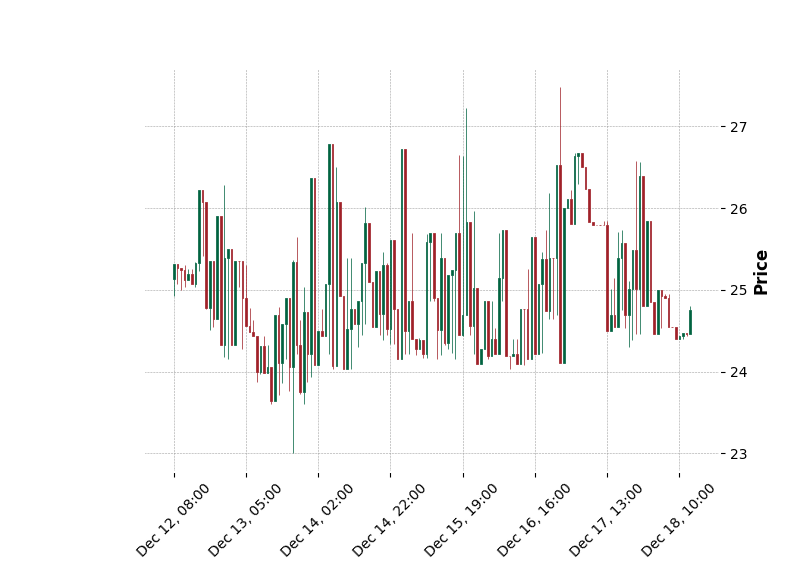 27
26
25
24
23
Price
Dec 12, 08:00
Dec 13, 05:00
Dec 14, 02:00
Dec 14, 22:00
Dec 15, 19:00
Dec 16, 16:00
Dec 17, 13:00
Dec 18, 10:00